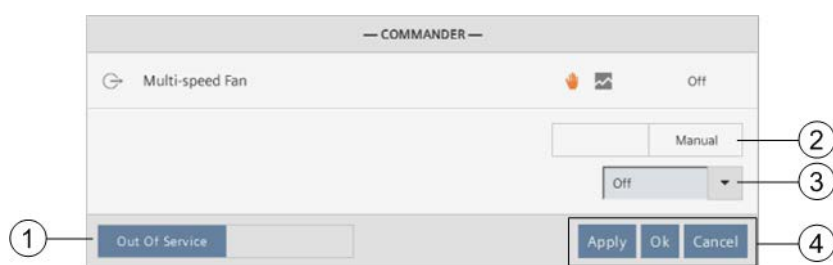 — COMMANDER —
Multi-speed Fan Off
Manual 2
Off 3
1 Out Of Service Apply Ok Cancel 4